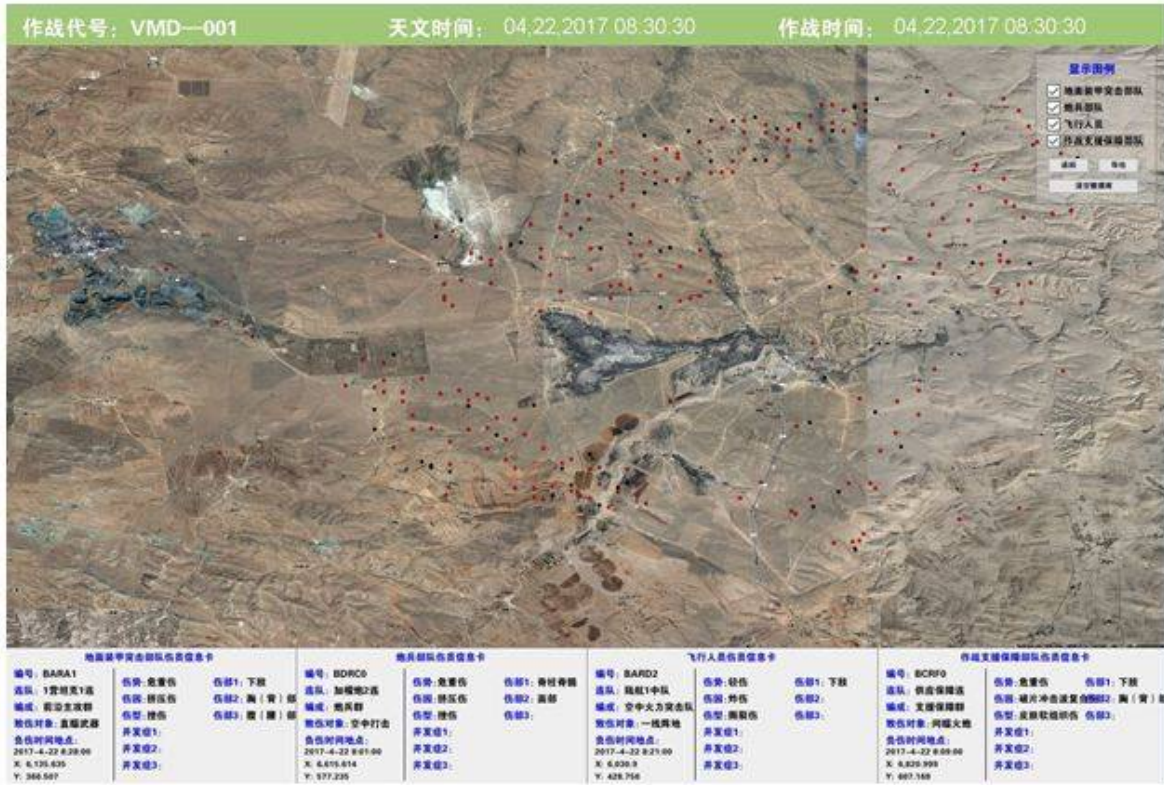 作战代号：VMD—001
天文时间：04,22,2017 08:30:30
作战时间：04,22,2017 08:30:30
显示图例
地面装甲突击部队
炮兵部队
飞行人员
作战支援保障部队
地面装甲突击部队伤员信息卡
编号：BARA1
连队：1营坦克1连
编成：前沿主攻群
致伤对象：直瞄武器
负伤时间地点：
2017-4-22 8:28:00
X: 6,135.635
Y: 360.507
伤势：危重伤
伤因：挤压伤
伤型：挫伤
并发症1：
并发症2：
并发症3：
伤部1：下肢
伤部2：胸（背）部
伤部3：腹（腰）部
炮兵部队伤员信息卡
编号：BDRC0
连队：加榴炮2连
编成：炮兵群
致伤对象：空中打击
负伤时间地点：
2017-4-22 8:01:00
X: 6,615.614
Y: 577.235
伤势：危重伤
伤因：挤压伤
伤型：挫伤
并发症1：
并发症2：
并发症3：
伤部1：脊柱脊髓
伤部2：面部
伤部3：
飞行人员伤员信息卡
编号：BARD2
连队：陆航1中队
编成：空中火力突击队
致伤对象：一线阵地
负伤时间地点：
2017-4-22 8:21:00
X: 6,030.9
Y: 428.756
伤势：轻伤
伤因：炸伤
伤型：撕裂伤
并发症1：
并发症2：
并发症3：
伤部1：下肢
伤部2：
伤部3：
作战支援保障部队伤员信息卡
编号：BCRF0
连队：供应保障连
编成：支援保障群
致伤对象：间瞄火炮
负伤时间地点：
2017-4-22 8:09:00
X: 6,820.999
Y: 607.168
伤势：危重伤
伤因：破片冲击波复合
伤型：皮肤软组织伤
并发症1：
并发症2：
并发症3：
伤部1：下肢
伤部2：胸（背）
伤部3：